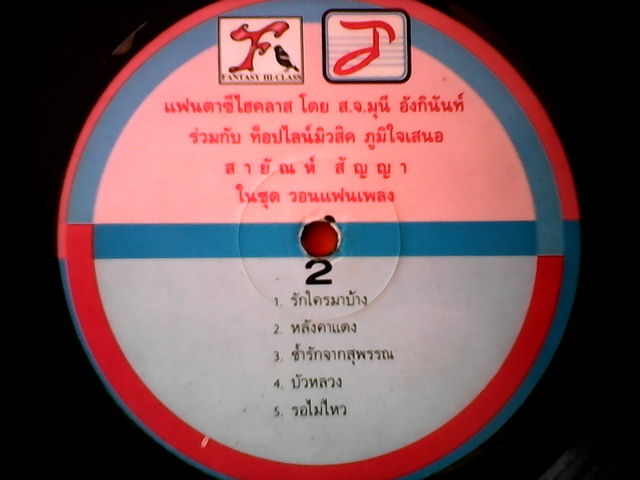 FANTASY HI-CLASS
แฟนตาซีไฮคลาส โดย ส.จ.มุนี อังกินันท์
ร่วมกับ ท็อปไลน์มิวสิค ภูมิใจเสนอ
สายัณห์ สัญญา
ในชุด วอนแฟนเพลง
2
1. รักใครมาบ้าง
2. หลังคาแดง
3. ช้ำรักจากสุพรรณ
4. บัวหลวง
5. รอไม่ไหว